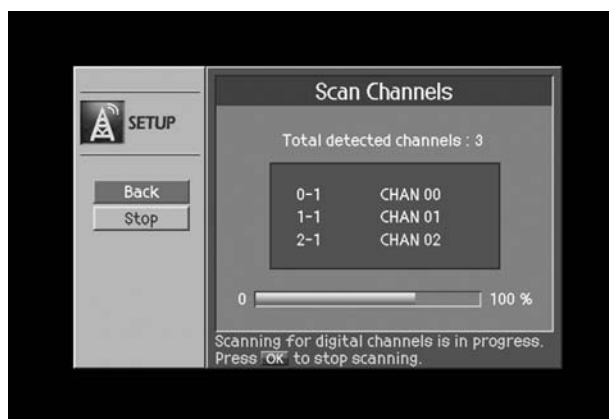 SETUP
Back
Stop
Scan Channels
Total detected channels : 3
0-1 CHAN 00
1-1 CHAN 01
2-1 CHAN 02
0 100 %
Scanning for digital channels is in progress.
Press OK to stop scanning.